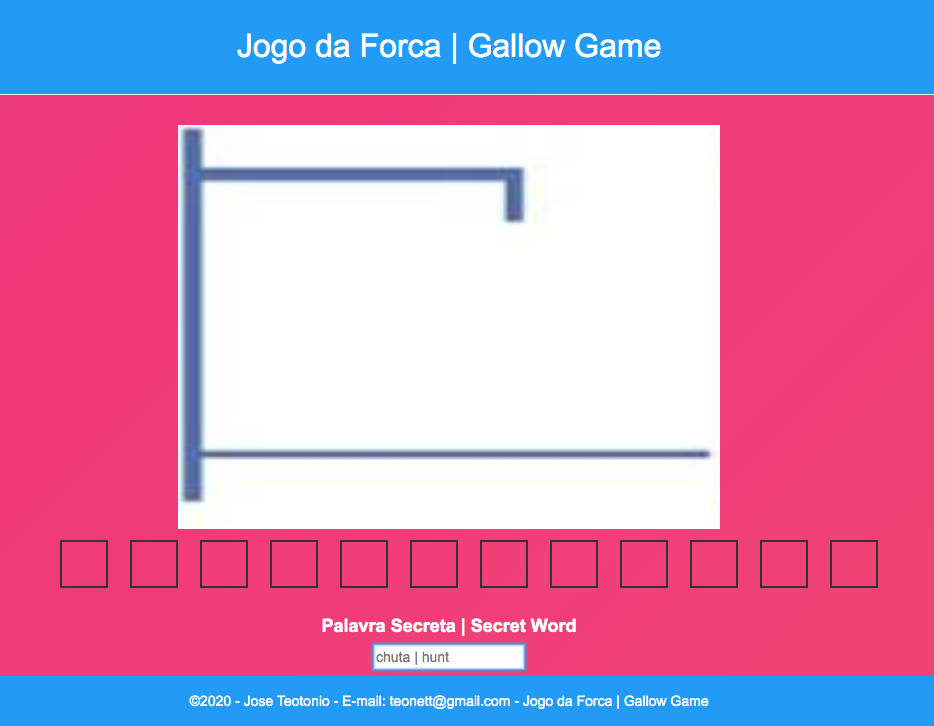 Jogo da Forca | Gallow Game
Palavra Secreta | Secret Word
chuta | hunt
©2020 - Jose Teotonio - E-mail: teonett@gmail.com - Jogo da Forca | Gallow Game